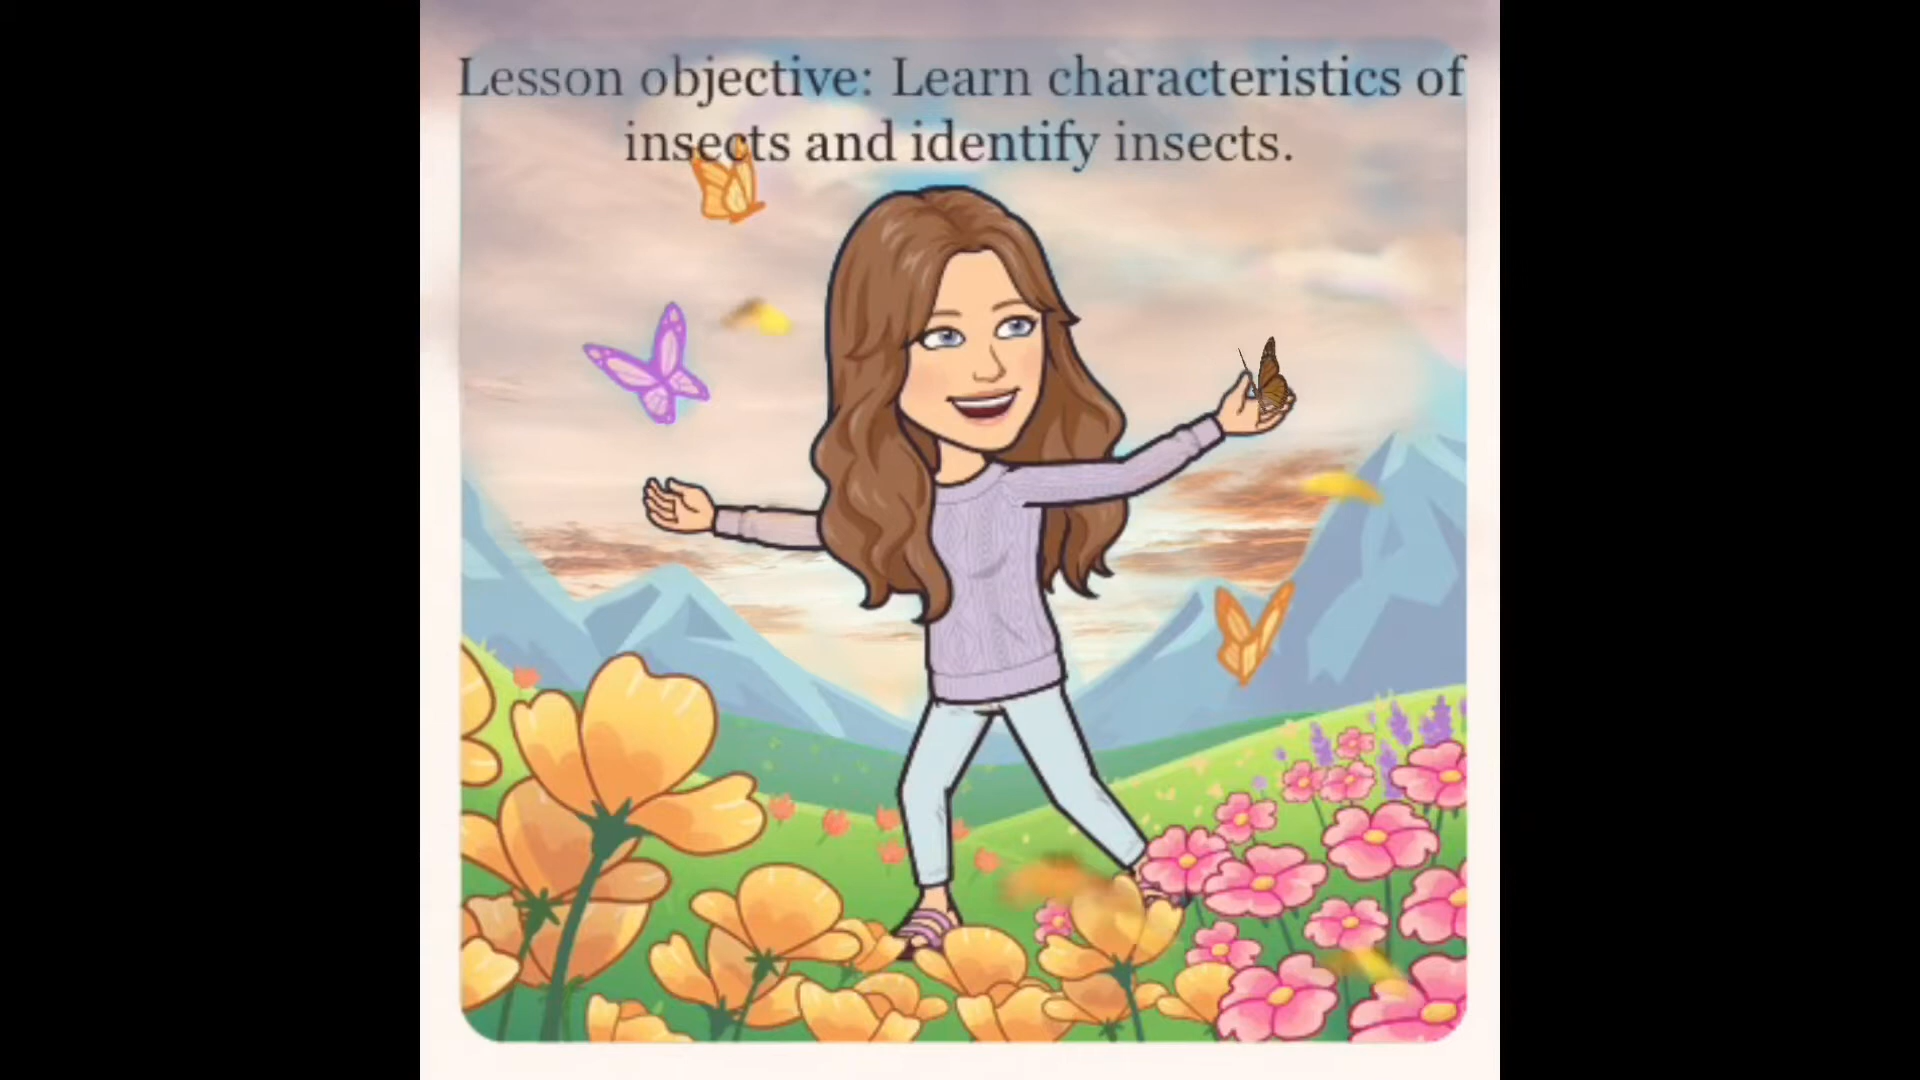 Lesson objective: Learn characteristics of
insects and identify insects.